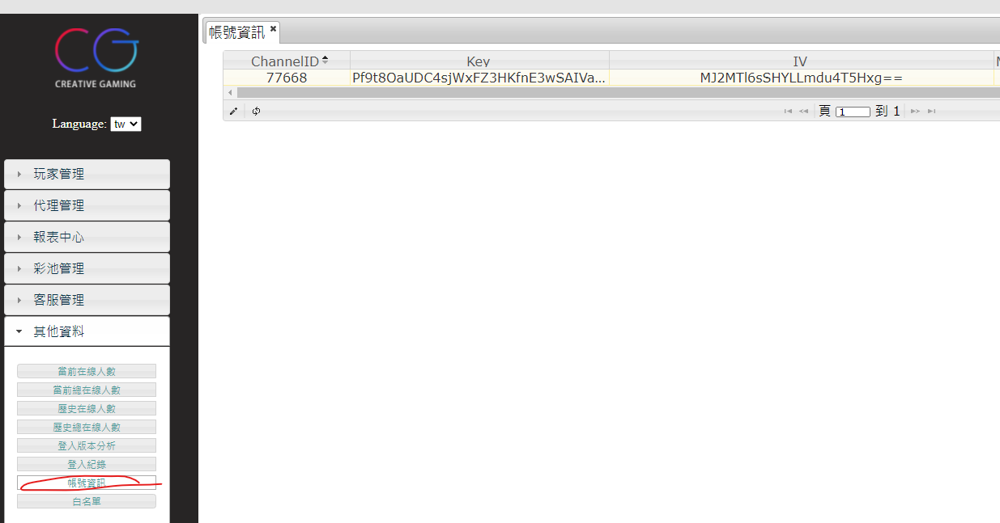 CG
CREATIVE GAMING
Language: tw
玩家管理
代理管理
報表中心
彩池管理
客服管理
其他資料
當前在線人數
當前總在線人數
歷史在線人數
歷史總在線人數
登入版本分析
登入紀錄
帳號資訊
白名單
帳號資訊
ChannelID Key IV
77668 Pf9t8OaUDC4sjWxFZ3HKfnE3wSAIVa... MJ2MTl6sSHYLLmdu4T5Hxg==
頁 1 到 1